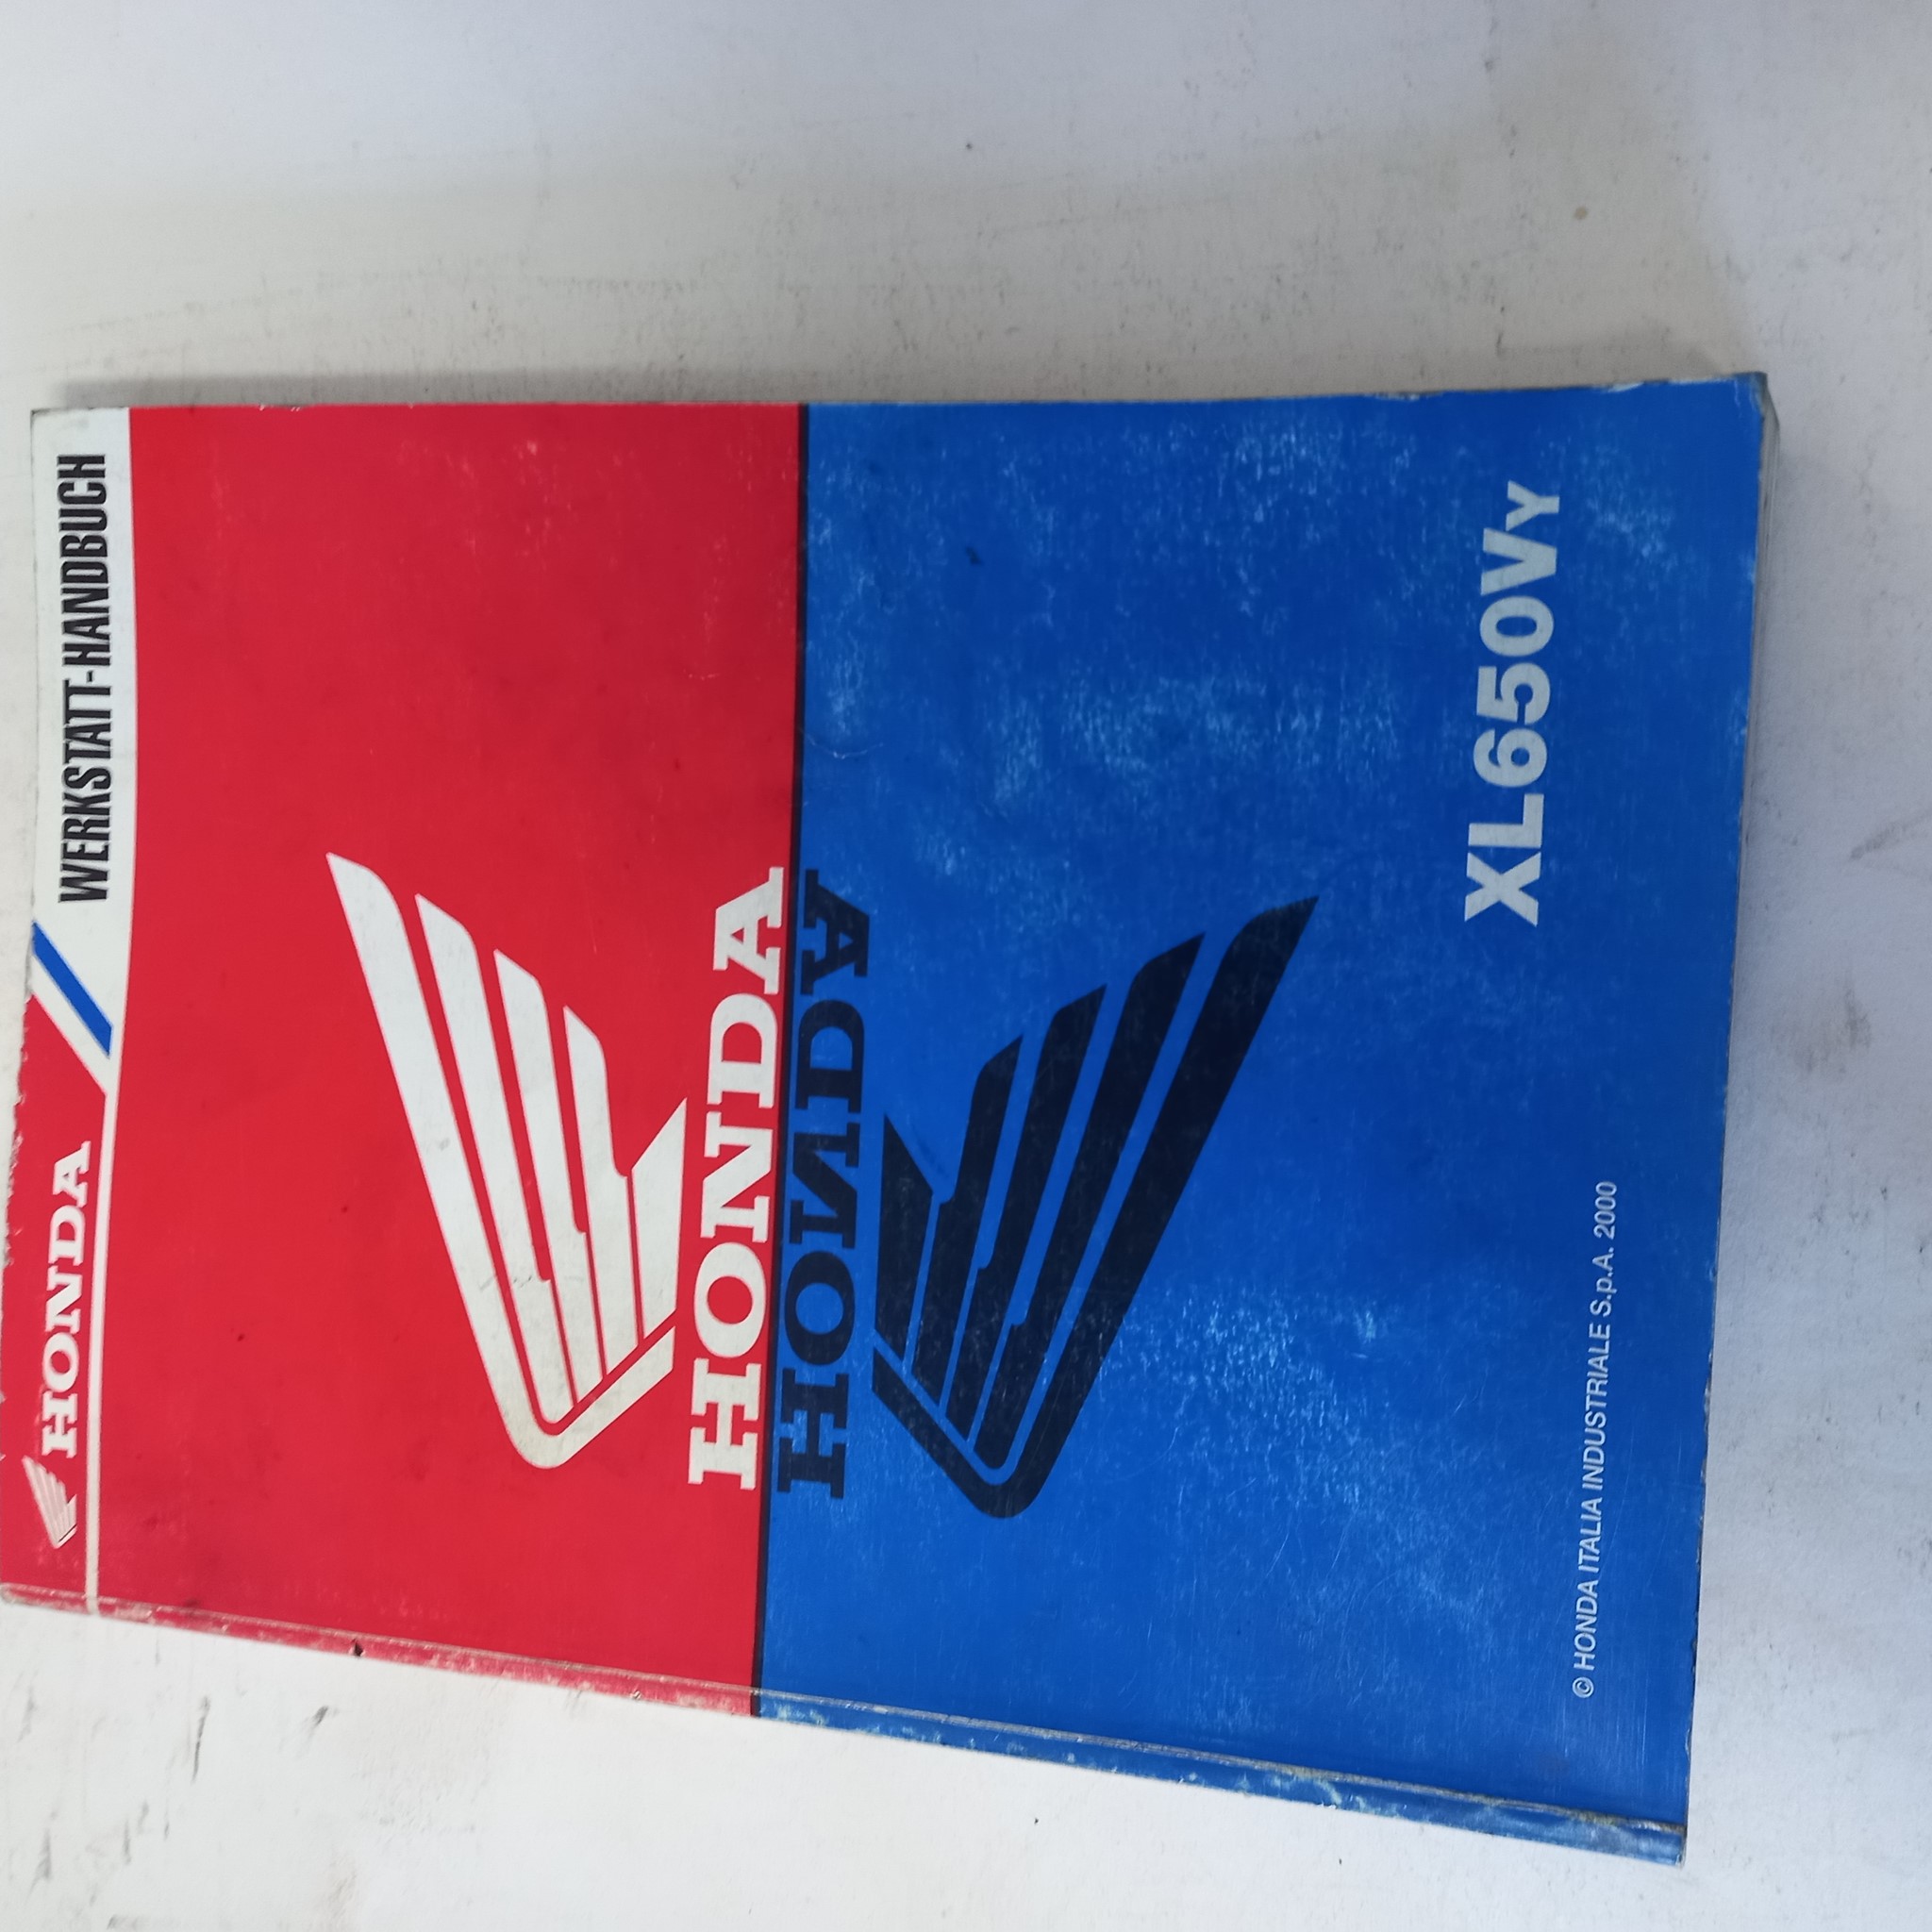 HONDA
WERKSTATT-HANDBUCH
HONDA
HONDA
XL650VY
© HONDA ITALIA INDUSTRIALE S.p.A. 2000